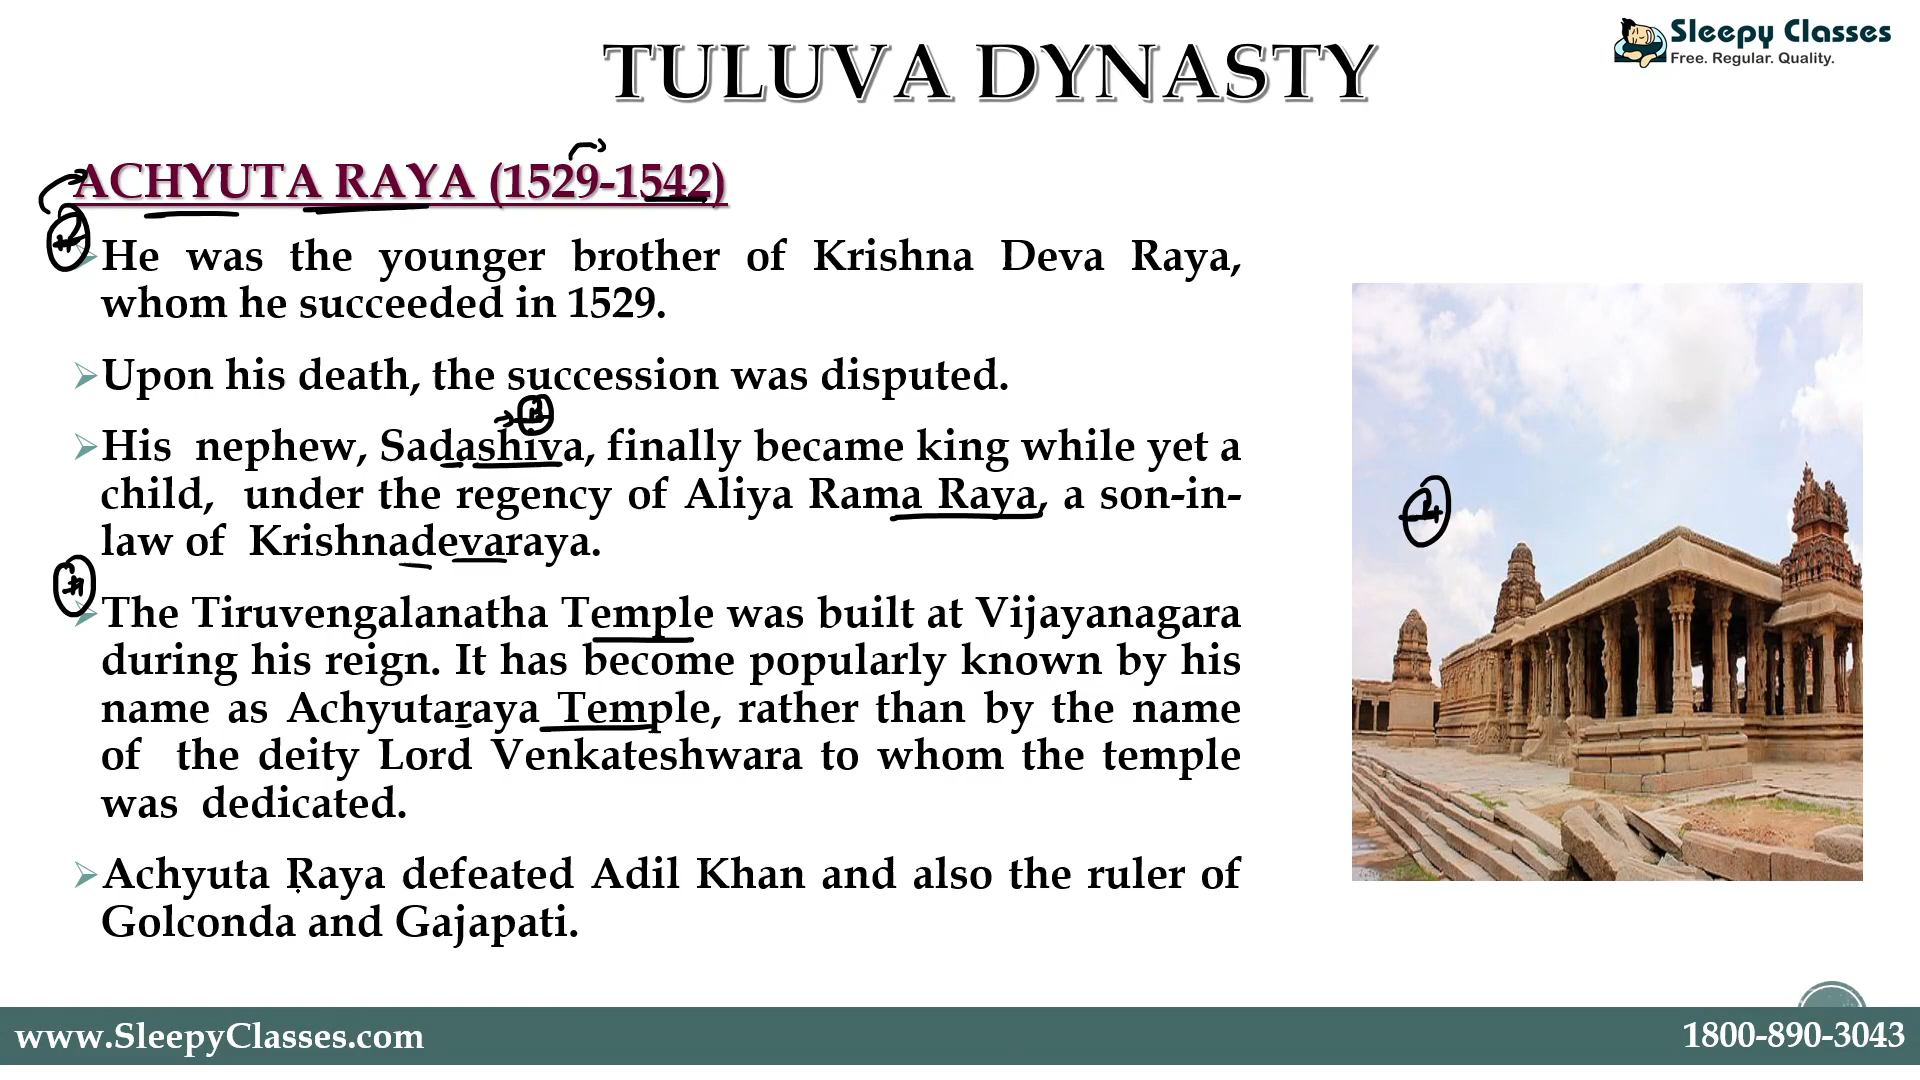 Sleepy Classes
Free. Regular. Quality.
TULUVA DYNASTY
ACHYUTA RAYA (1529-1542)
He was the younger brother of Krishna Deva Raya,
whom he succeeded in 1529.
Upon his death, the succession was disputed.
His nephew, Sadashiva, finally became king while yet a
child, under the regency of Aliya Rama Raya, a son-in-
law of Krishnadevaraya.
The Tiruvengalanatha Temple was built at Vijayanagara
during his reign. It has become popularly known by his
name as Achyutaraya Temple, rather than by the name
of the deity Lord Venkateshwara to whom the temple
was dedicated.
Achyuta Raya defeated Adil Khan and also the ruler of
Golconda and Gajapati.
www.SleepyClasses.com
1800-890-3043